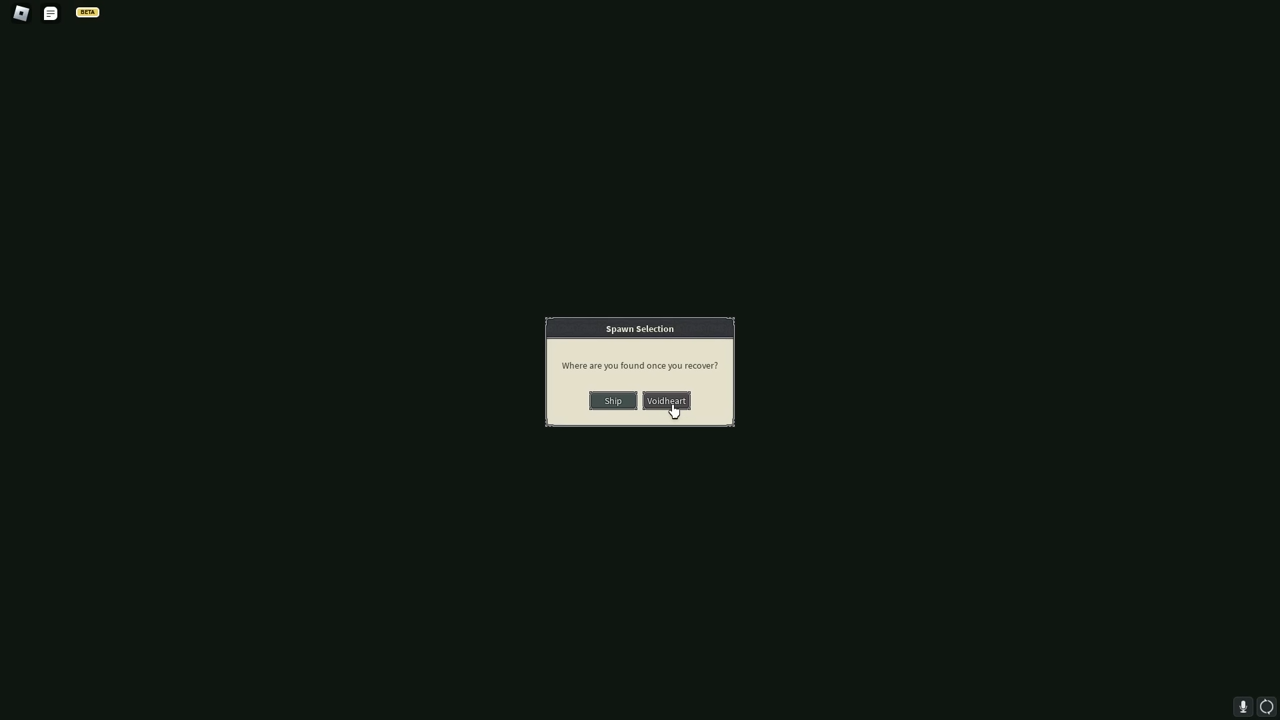 BETA
Spawn Selection
Where are you found once you recover?
Ship
Voidheart